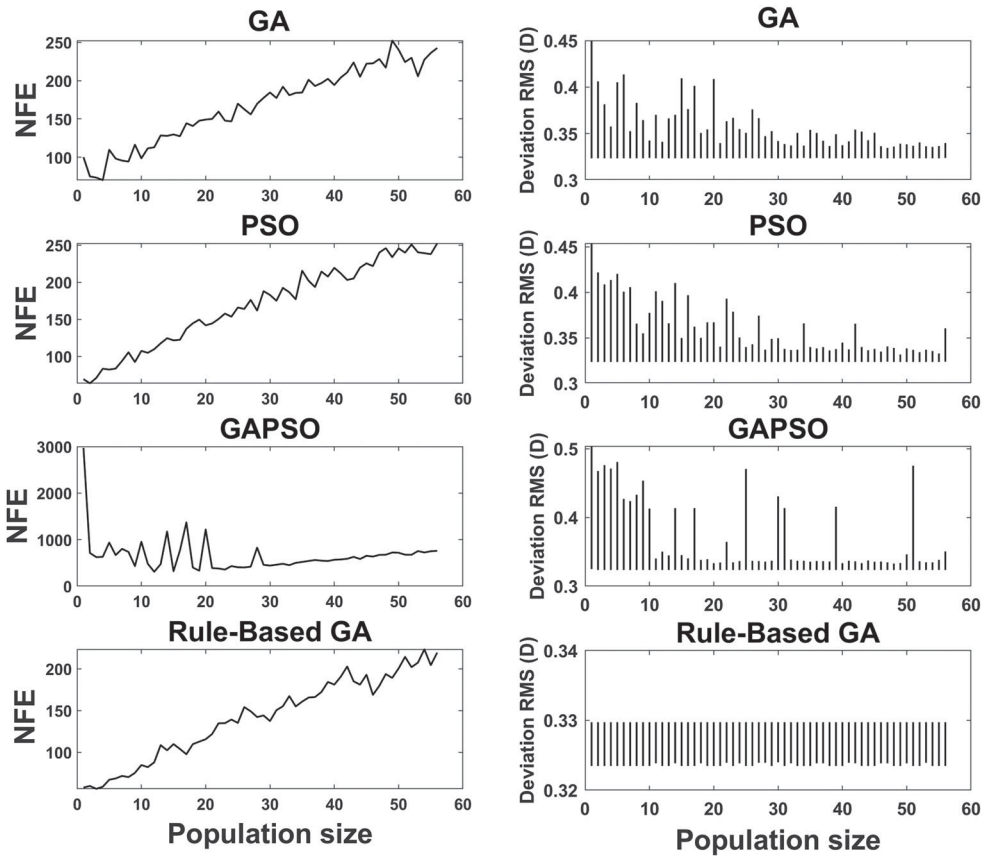 GA
NFE
250
200
150
100
0 10 20 30 40 50 60
GA
Deviation RMS (D)
0.45
0.4
0.35
0.3
0 10 20 30 40 50 60
PSO
NFE
250
200
150
100
0 10 20 30 40 50 60
PSO
Deviation RMS (D)
0.45
0.4
0.35
0.3
0 10 20 30 40 50 60
GAPSO
NFE
3000
2000
1000
0
0 10 20 30 40 50 60
GAPSO
Deviation RMS (D)
0.5
0.4
0.3
0 10 20 30 40 50 60
Rule-Based GA
NFE
200
150
100
0 10 20 30 40 50 60
Population size
Rule-Based GA
Deviation RMS (D)
0.34
0.33
0.32
0 10 20 30 40 50 60
Population size